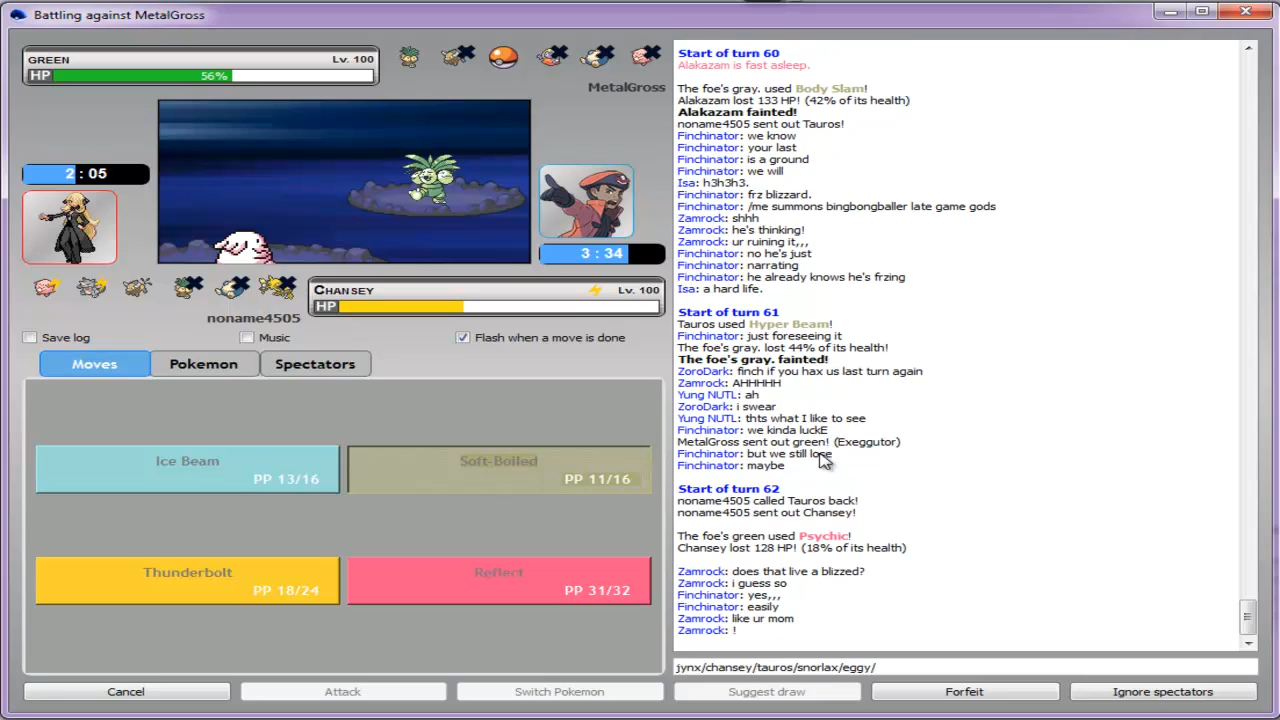 Battling against MetalGross
GREEN Lv. 100
HP 56%
MetalGross
2 : 05
3 : 34
CHANSEY Lv. 100
HP
noname4505
Save log
Music
Flash when a move is done
Moves
Pokemon
Spectators
Ice Beam
PP 13/16
Soft-Boiled
PP 11/16
Thunderbolt
PP 18/24
Reflect
PP 31/32
Cancel
Attack
Switch Pokemon
Start of turn 60
Alakazam is fast asleep.
The foe's gray. used Body Slam!
Alakazam lost 133 HP! (42% of its health)
Alakazam fainted!
noname4505 sent out Tauros!
Finchinator: we know
Finchinator: your last
Finchinator: is a ground
Finchinator: we will
Isa: h3h3h3.
Finchinator: frz blizzard.
Finchinator: /me summons bingbongballer late game gods
Zamrock: shhh
Zamrock: he's thinking!
Zamrock: ur ruining it,,,
Finchinator: no he's just
Finchinator: narrating
Finchinator: he already knows he's frzing
Isa: a hard life.
Start of turn 61
Tauros used Hyper Beam!
Finchinator: just foreseeing it
The foe's gray. lost 44% of its health!
The foe's gray. fainted!
ZoroDark: finch if you hax us last turn again
Zamrock: AHHHHH
Yung NUTL: ah
ZoroDark: i swear
Yung NUTL: thts what I like to see
Finchinator: we kinda luckE
MetalGross sent out green! (Exeggutor)
Finchinator: but we still lose
Finchinator: maybe
Start of turn 62
noname4505 called Tauros back!
noname4505 sent out Chansey!
The foe's green used Psychic!
Chansey lost 128 HP! (18% of its health)
Zamrock: does that live a blizzed?
Zamrock: i guess so
Finchinator: yes,,,
Finchinator: easily
Zamrock: like ur mom
Zamrock: !
jynx/chansey/tauros/snorlax/eggy/
Suggest draw
Forfeit
Ignore spectators